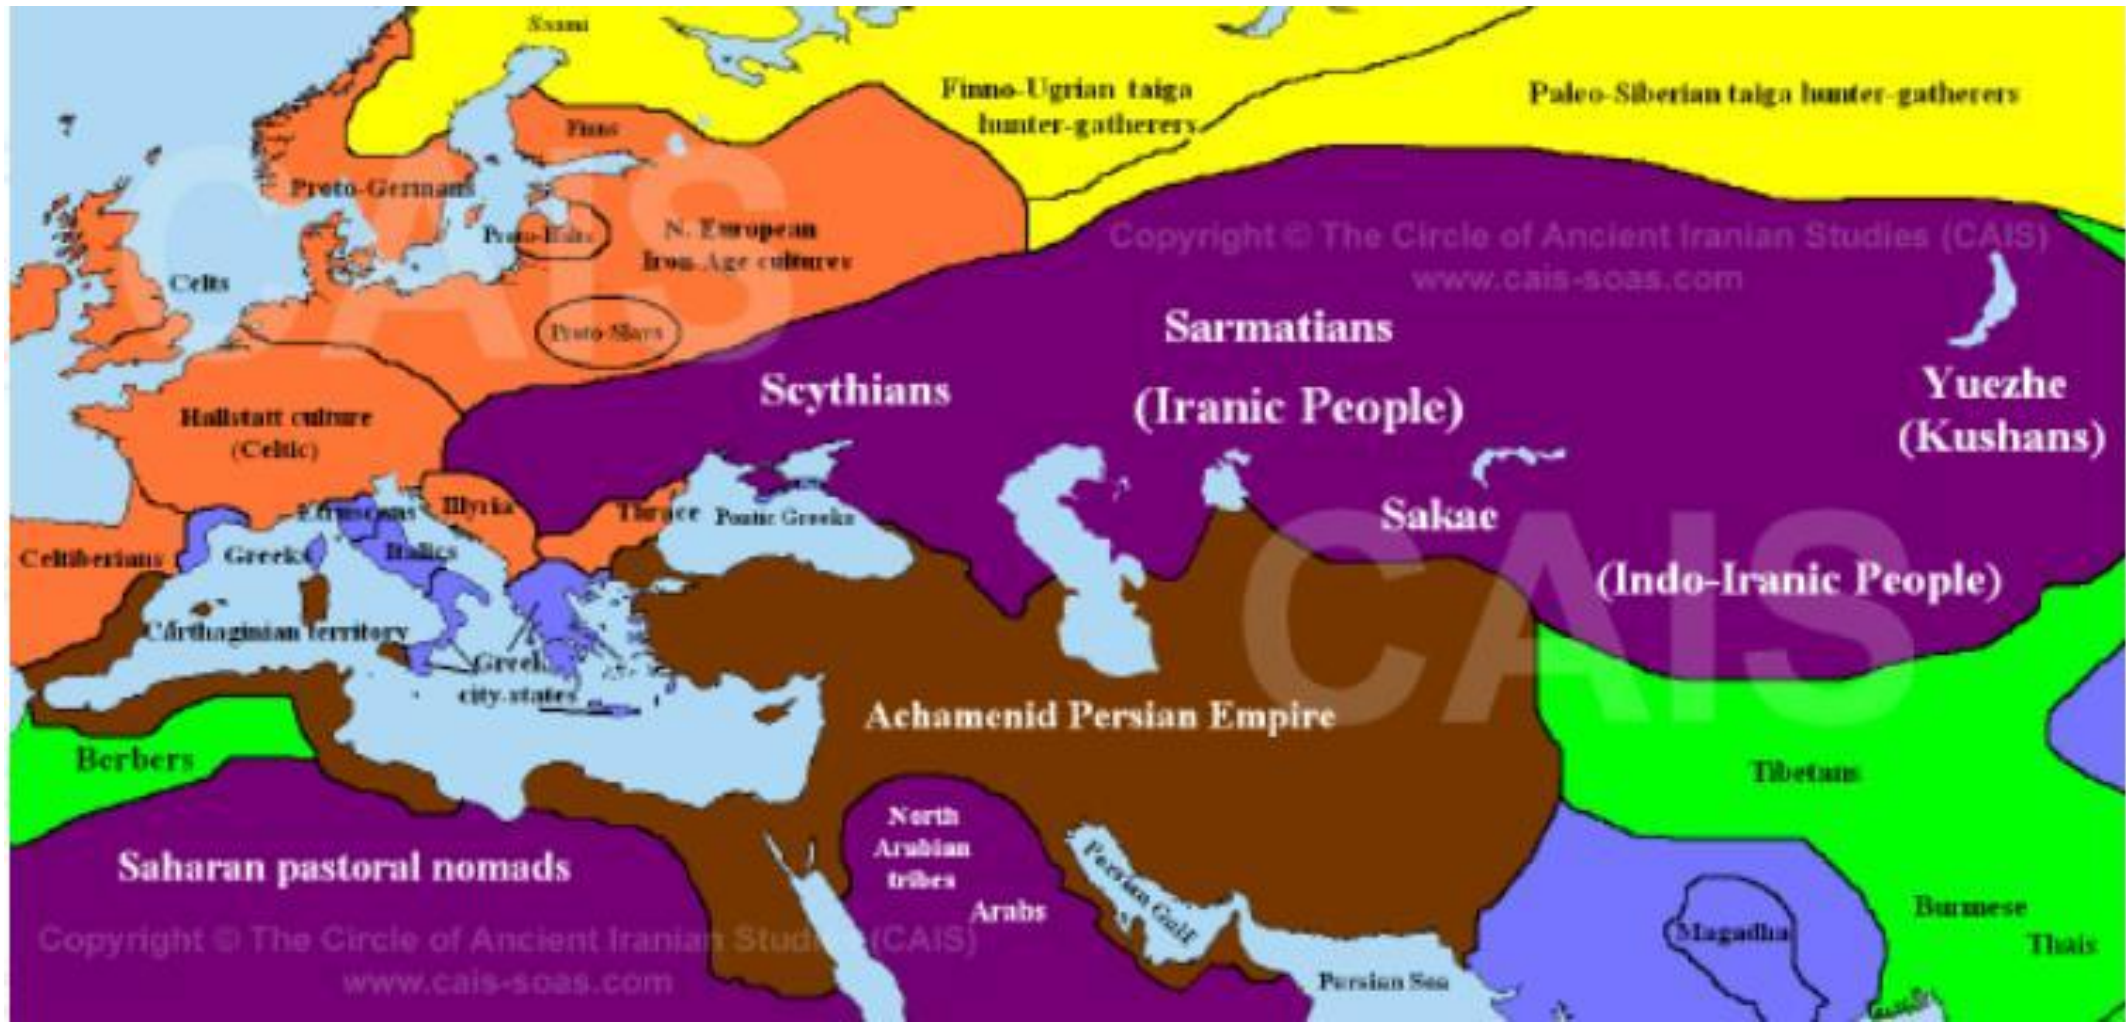 Ssami
Finno-Ugrian taiga
hunter-gatherers
Paleo-Siberian taiga hunter-gatherers
Finns
Proto-Germans
CAIS
Proto-Balts
N. European
Iron-Age cultures
Copyright © The Circle of Ancient Iranian Studies (CAIS)
www.cais-soas.com
Celts
Proto-Slavs
Sarmatians
(Iranic People)
Scythians
Yuezhe
(Kushans)
Hallstatt culture
(Celtic)
Etruscans
Illyria
Thrace
Pontic Greeks
Sakae
Celtiberians
Greeks
Italics
(Indo-Iranic People)
CAIS
Carthaginian territory
Greek
city-states
Achamenid Persian Empire
Berbers
Tibetans
North
Arabian
tribes
Arabs
Saharan pastoral nomads
Persian Gulf
Magadha
Burmese
Thais
Copyright © The Circle of Ancient Iranian Studies (CAIS)
www.cais-soas.com
Persian Sea